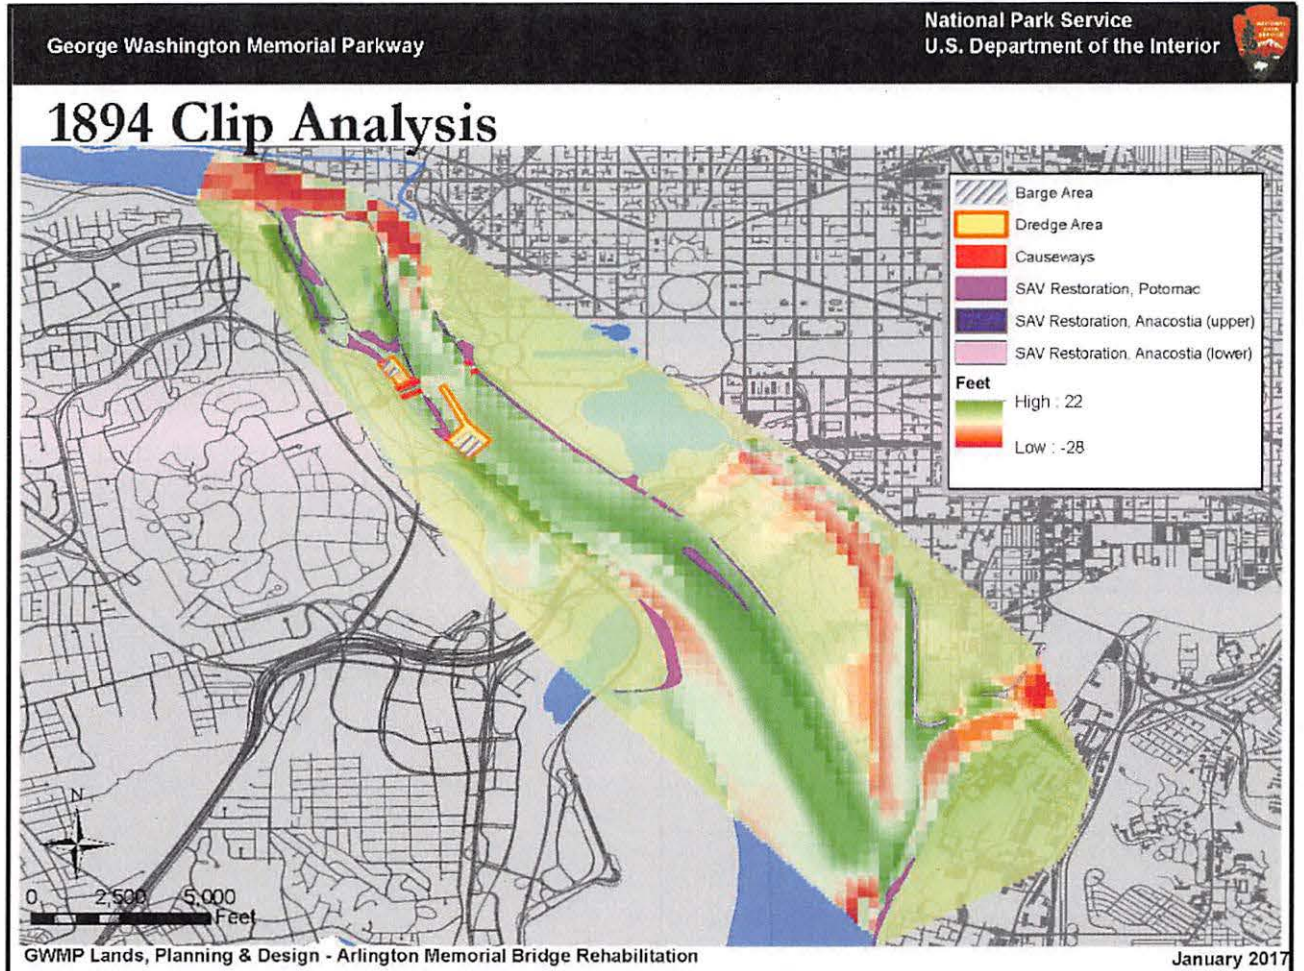 George Washington Memorial Parkway
National Park Service
U.S. Department of the Interior
1894 Clip Analysis
Barge Area
Dredge Area
Causeways
SAV Restoration, Potomac
SAV Restoration, Anacostia (upper)
SAV Restoration, Anacostia (lower)
Feet
High : 22
Low : -28
N
0 2,500 5,000
Feet
GWMP Lands, Planning & Design - Arlington Memorial Bridge Rehabilitation
January 2017